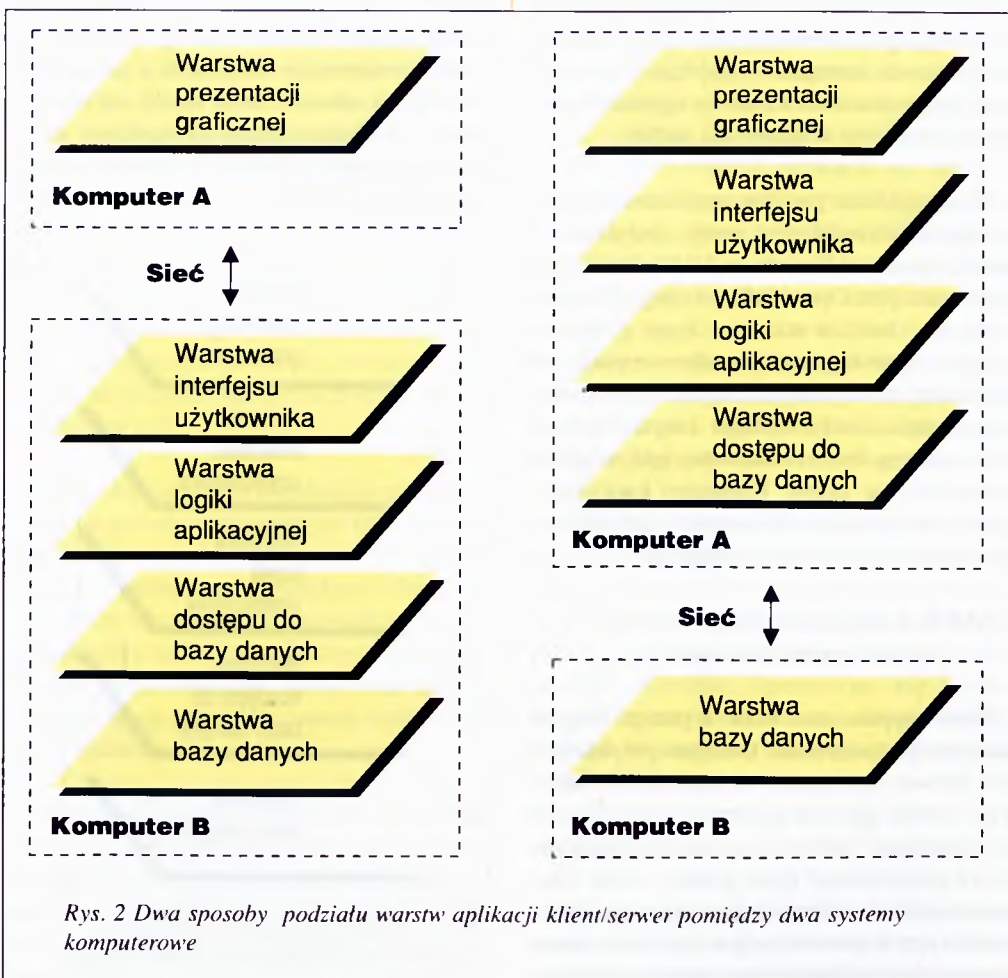 Warstwa
prezentacji
graficznej
Komputer A
Sieć
Warstwa
interfejsu
użytkownika
Warstwa
logiki
aplikacyjnej
Warstwa
dostępu do
bazy danych
Warstwa
bazy danych
Komputer B
Warstwa
prezentacji
graficznej
Warstwa
interfejsu
użytkownika
Warstwa
logiki
aplikacyjnej
Warstwa
dostępu do
bazy danych
Komputer A
Sieć
Warstwa
bazy danych
Komputer B
Rys. 2 Dwa sposoby podziału warstw aplikacji klient/serwer pomiędzy dwa systemy
komputerowe